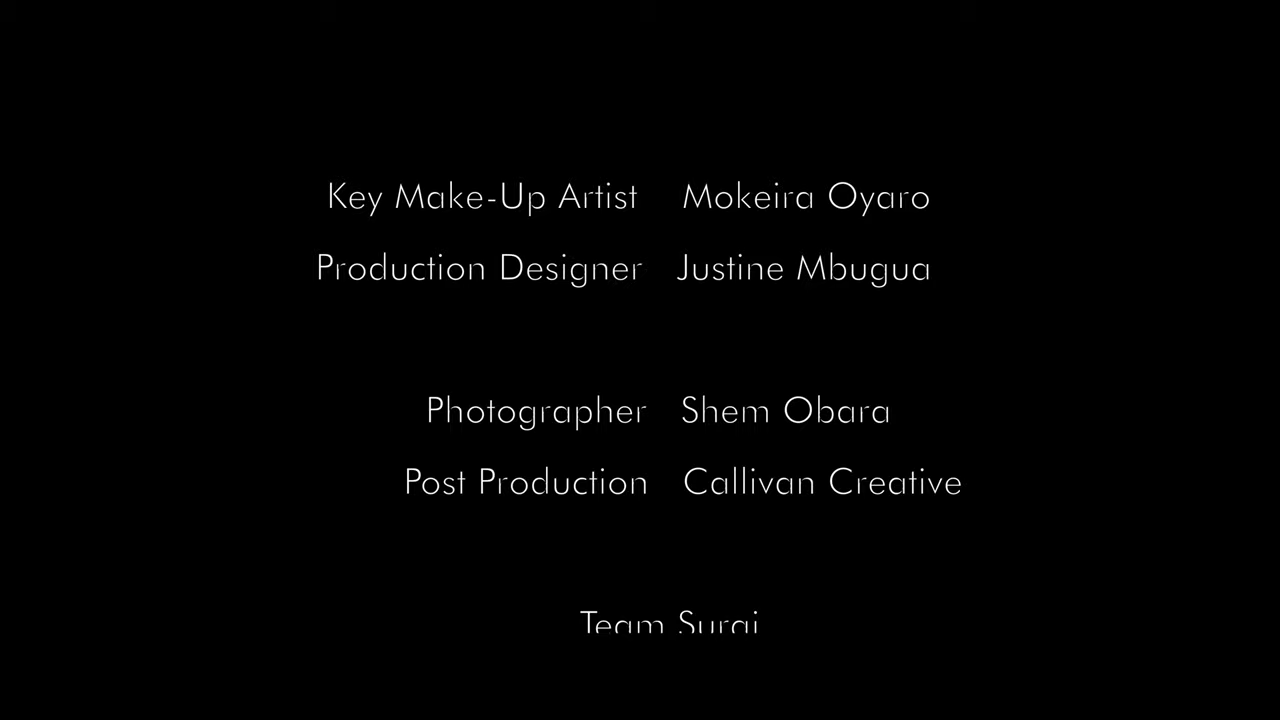 Key Make-Up Artist Mokeira Oyaro
Production Designer Justine Mbugua
Photographer Shem Obara
Post Production Callivan Creative
Team Surai